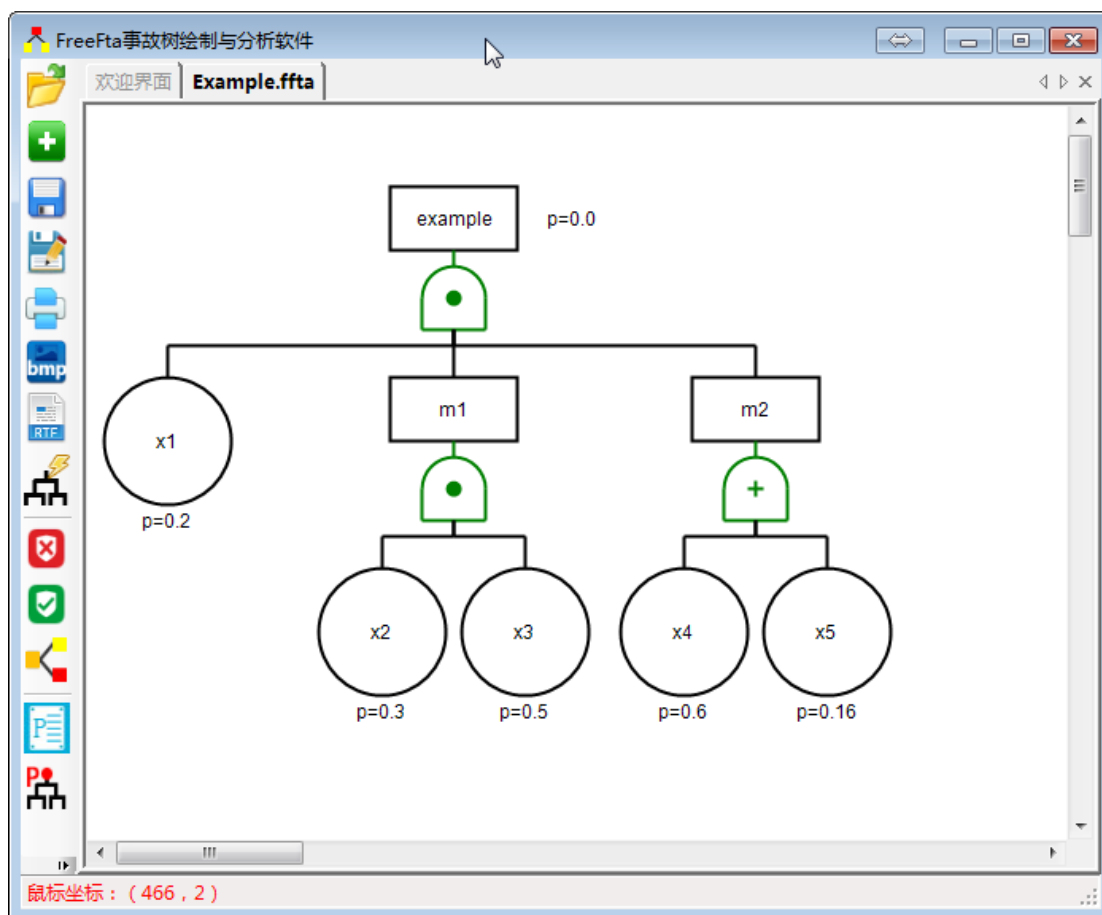 FreeFta事故树绘制与分析软件
欢迎界面 Example.ffta
example p=0.0
m1 m2
x1
p=0.2
x2 x3 x4 x5
p=0.3 p=0.5 p=0.6 p=0.16
bmp
RTF
P
P
鼠标坐标：( 466 , 2 )